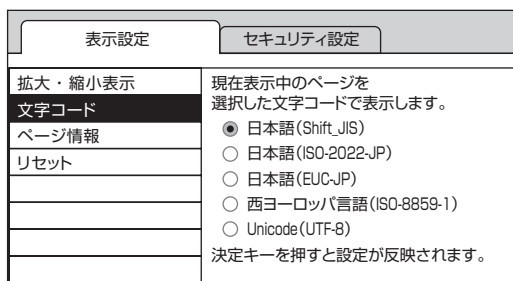 表示設定
セキュリティ設定
拡大・縮小表示
文字コード
ページ情報
リセット
現在表示中のページを
選択した文字コードで表示します。
日本語(Shift_JIS)
日本語(ISO-2022-JP)
日本語(EUC-JP)
西ヨーロッパ言語(ISO-8859-1)
Unicode(UTF-8)
決定キーを押すと設定が反映されます。